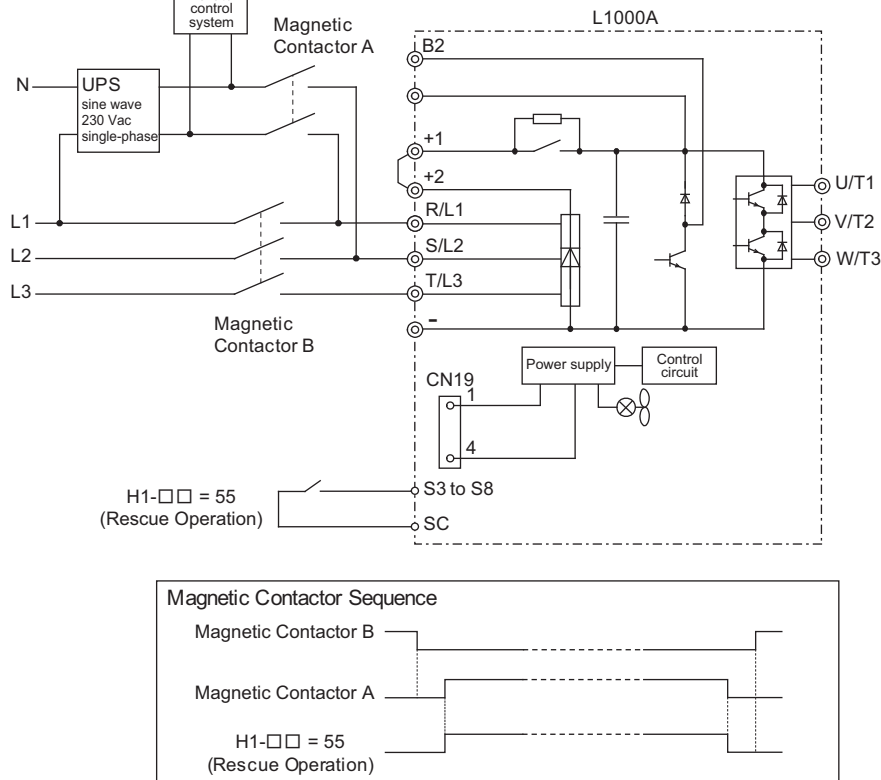 control
system
Magnetic
Contactor A
L1000A
B2
N
UPS
sine wave
230 Vac
single-phase
+1
+2
U/T1
L1
R/L1
V/T2
L2
S/L2
W/T3
L3
T/L3
–
Magnetic
Contactor B
Power supply
Control
circuit
CN19
1
4
H1-□□ = 55
(Rescue Operation)
S3 to S8
SC
Magnetic Contactor Sequence
Magnetic Contactor B
Magnetic Contactor A
H1-□□ = 55
(Rescue Operation)